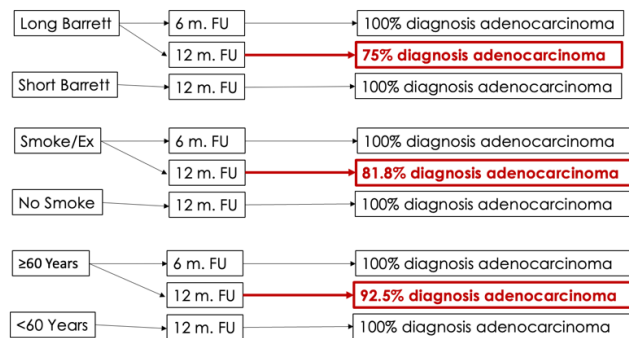 Long Barrett 6 m. FU 100% diagnosis adenocarcinoma
12 m. FU 75% diagnosis adenocarcinoma
Short Barrett 12 m. FU 100% diagnosis adenocarcinoma
Smoke/Ex 6 m. FU 100% diagnosis adenocarcinoma
12 m. FU 81.8% diagnosis adenocarcinoma
No Smoke 12 m. FU 100% diagnosis adenocarcinoma
≥60 Years 6 m. FU 100% diagnosis adenocarcinoma
12 m. FU 92.5% diagnosis adenocarcinoma
<60 Years 12 m. FU 100% diagnosis adenocarcinoma